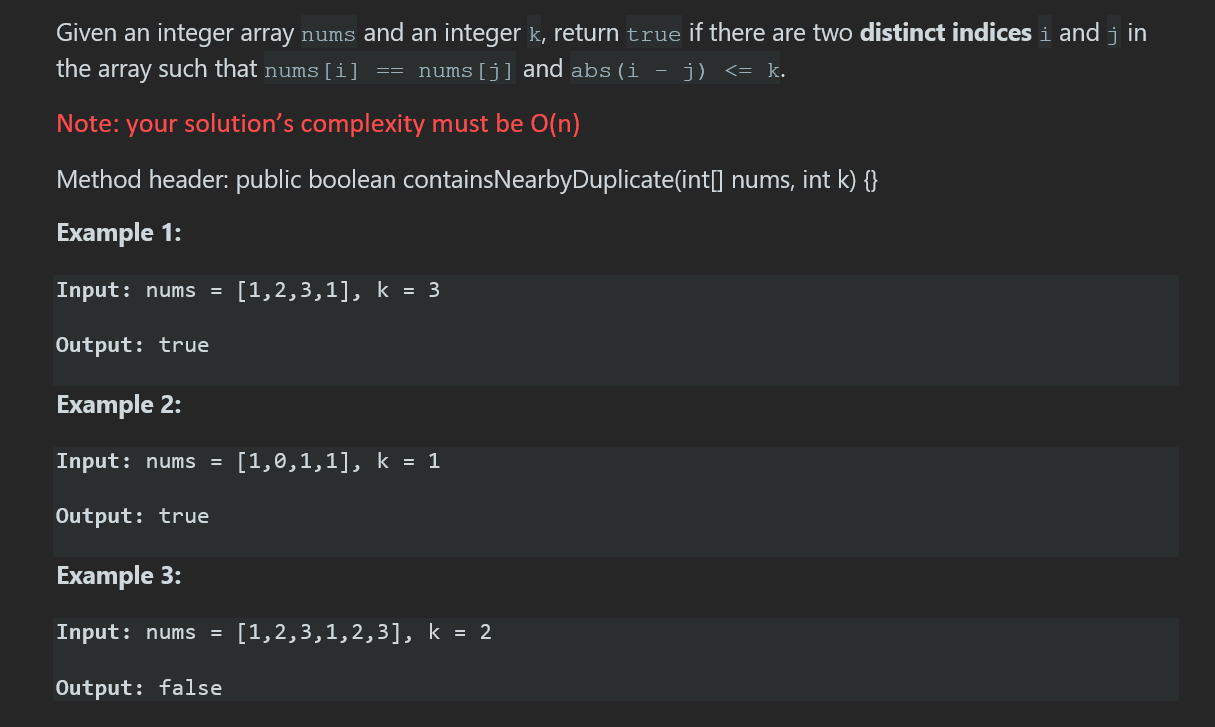 Given an integer array nums and an integer k, return true if there are two distinct indices i and j in
the array such that nums[i] == nums[j] and abs(i - j) <= k.
Note: your solution’s complexity must be O(n)
Method header: public boolean containsNearbyDuplicate(int[] nums, int k) {}
Example 1:
Input: nums = [1,2,3,1], k = 3
Output: true
Example 2:
Input: nums = [1,0,1,1], k = 1
Output: true
Example 3:
Input: nums = [1,2,3,1,2,3], k = 2
Output: false